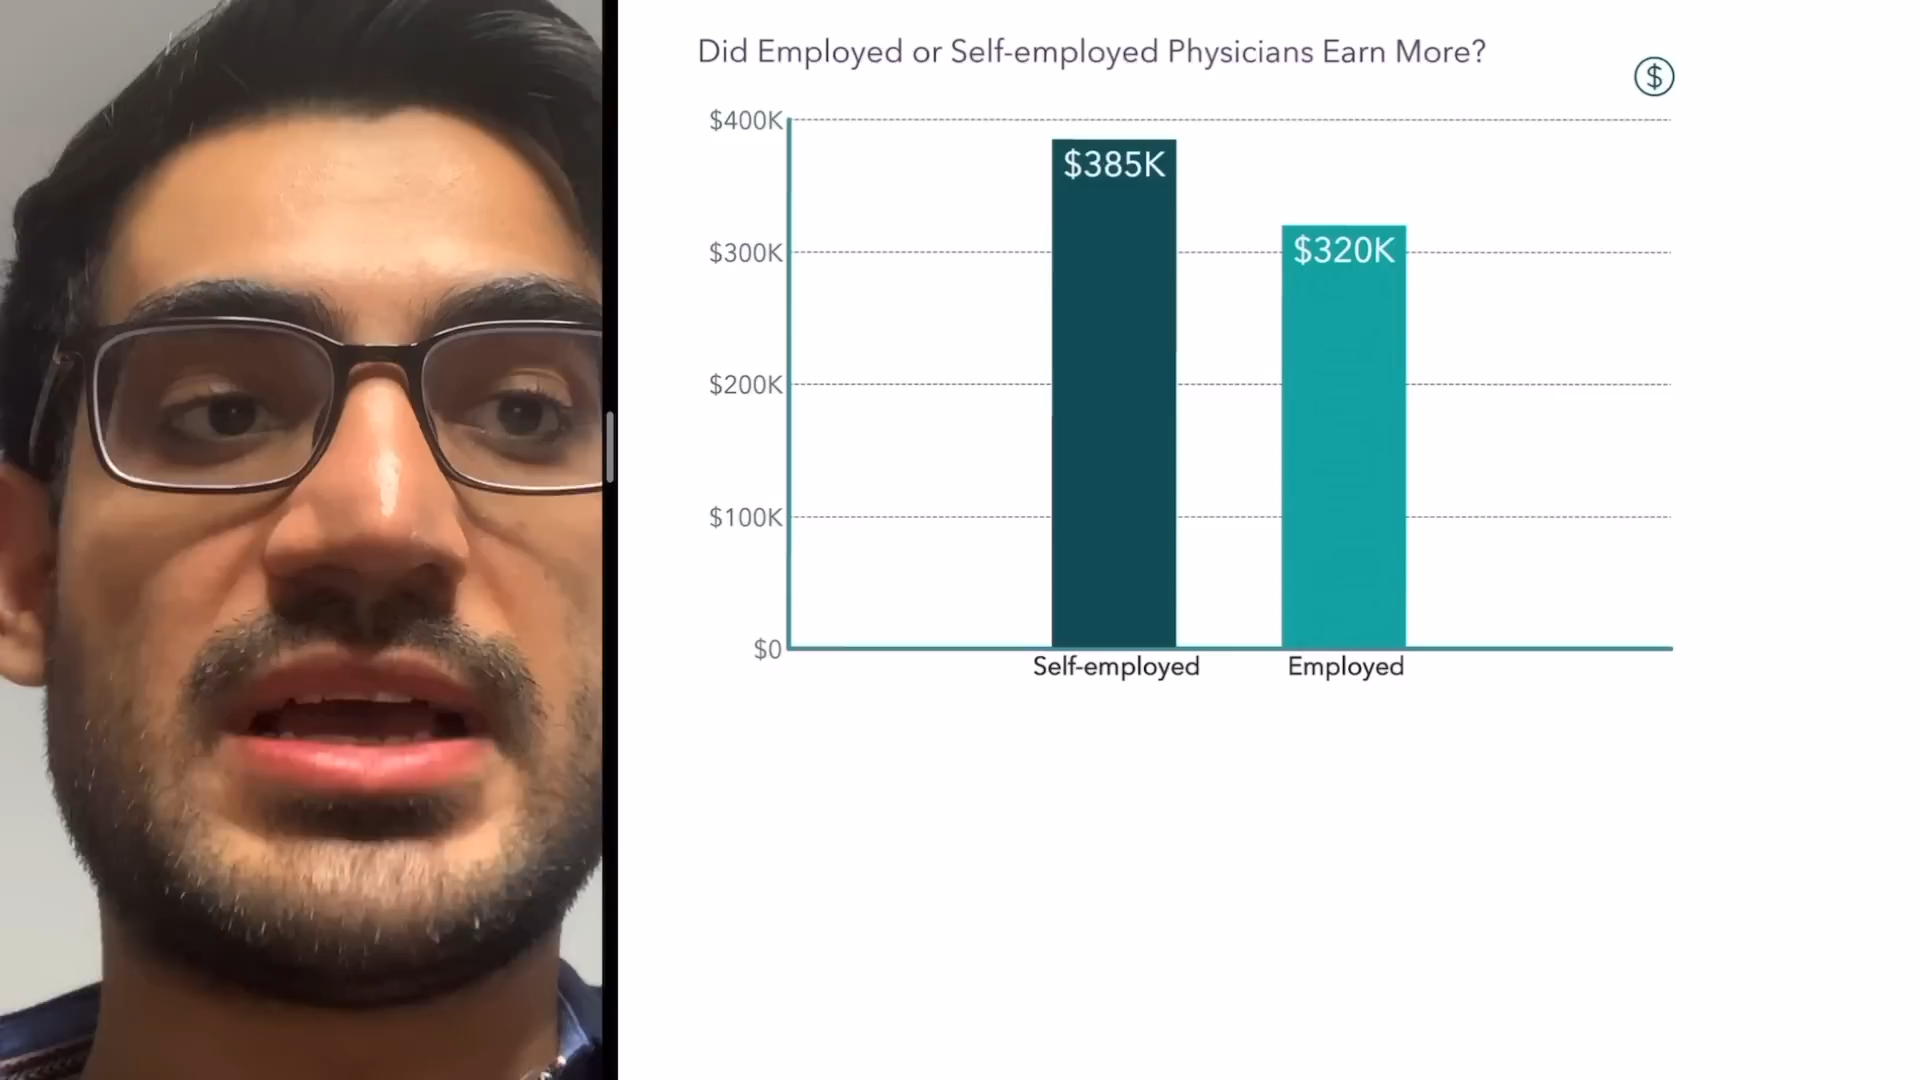 Did Employed or Self-employed Physicians Earn More?
$
$400K
$385K
$320K
$300K
$200K
$100K
$0
Self-employed
Employed